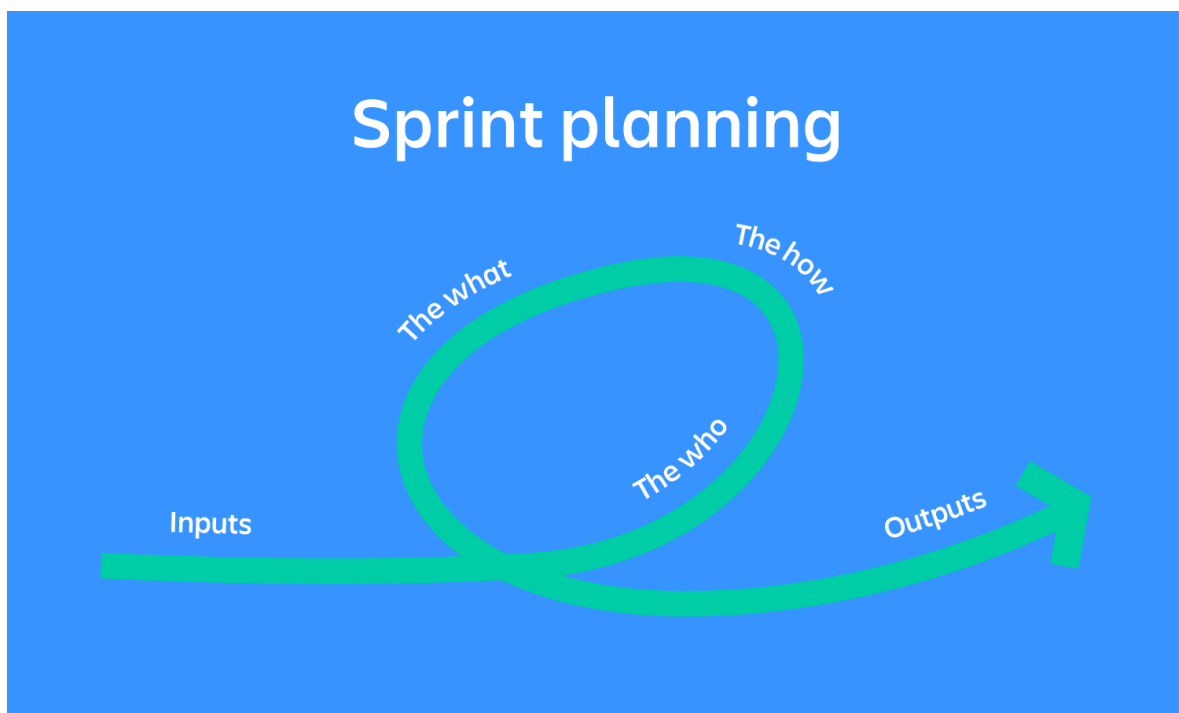 Sprint planning
The what
The how
The who
Inputs
Outputs